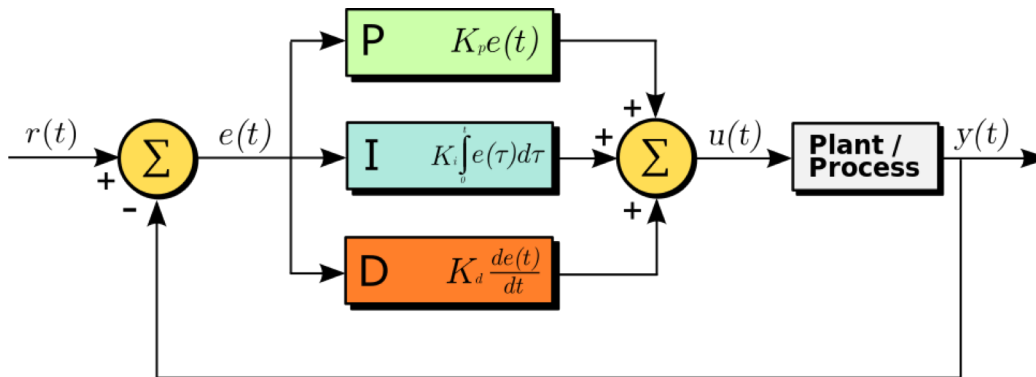 r(t)
+
-
Σ
e(t)
P K_p e(t)
I K_i ∫_0^t e(τ)dτ
D K_d de(t)/dt
+
+
+
Σ
u(t)
Plant /
Process
y(t)